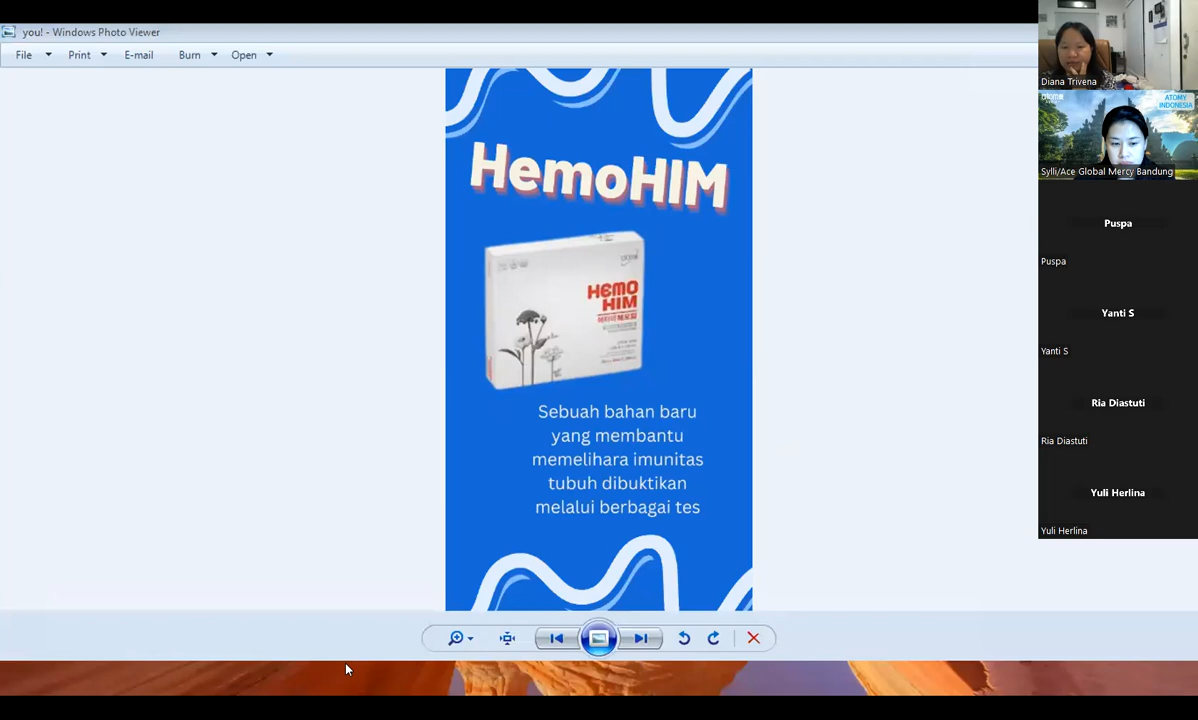 you! - Windows Photo Viewer
File Print E-mail Burn Open
HemoHIM
HEMO
HIM
Sebuah bahan baru
yang membantu
memelihara imunitas
tubuh dibuktikan
melalui berbagai tes
Diana Trivena
ATOMY
INDONESIA
Sylli/Ace Global Mercy Bandung
Puspa
Puspa
Yanti S
Yanti S
Ria Diastuti
Ria Diastuti
Yuli Herlina
Yuli Herlina